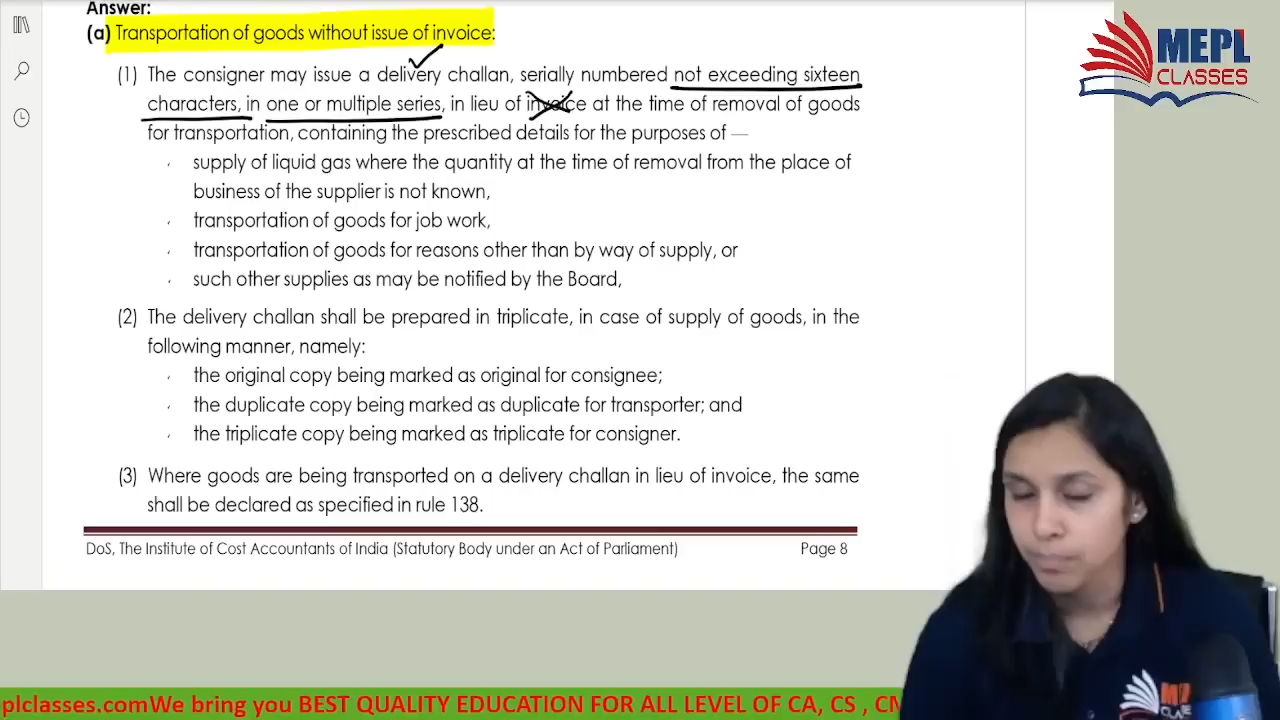 Answer:
(a) Transportation of goods without issue of invoice:
(1) The consigner may issue a delivery challan, serially numbered not exceeding sixteen
characters, in one or multiple series, in lieu of invoice at the time of removal of goods
for transportation, containing the prescribed details for the purposes of —
supply of liquid gas where the quantity at the time of removal from the place of
business of the supplier is not known,
transportation of goods for job work,
transportation of goods for reasons other than by way of supply, or
such other supplies as may be notified by the Board,
(2) The delivery challan shall be prepared in triplicate, in case of supply of goods, in the
following manner, namely:
the original copy being marked as original for consignee;
the duplicate copy being marked as duplicate for transporter; and
the triplicate copy being marked as triplicate for consigner.
(3) Where goods are being transported on a delivery challan in lieu of invoice, the same
shall be declared as specified in rule 138.
DoS, The Institute of Cost Accountants of India (Statutory Body under an Act of Parliament) Page 8
MEPL
CLASSES
plclasses.comWe bring you BEST QUALITY EDUCATION FOR ALL LEVEL OF CA, CS , CM